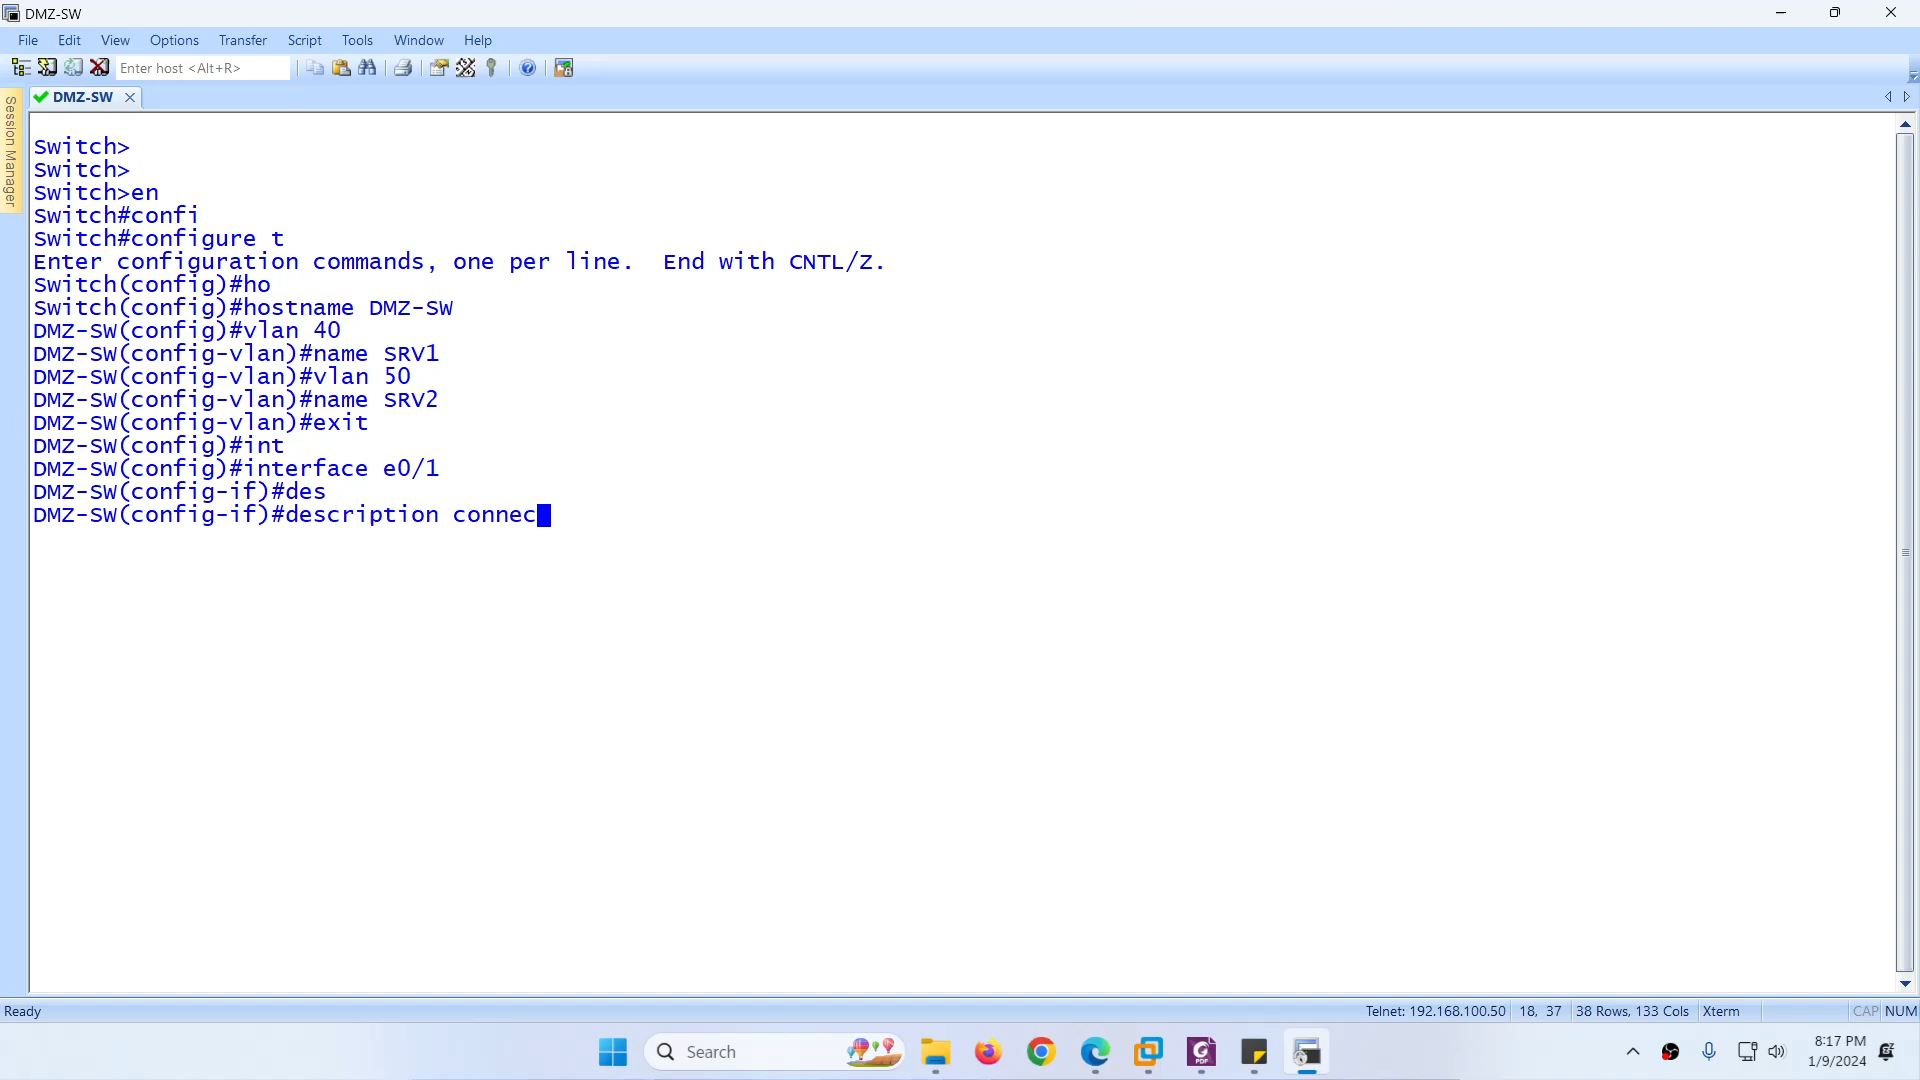 DMZ-SW
File Edit View Options Transfer Script Tools Window Help
Enter host <Alt+R>
DMZ-SW
Session Manager
Switch>
Switch>
Switch>en
Switch#confi
Switch#configure t
Enter configuration commands, one per line.  End with CNTL/Z.
Switch(config)#ho
Switch(config)#hostname DMZ-SW
DMZ-SW(config)#vlan 40
DMZ-SW(config-vlan)#name SRV1
DMZ-SW(config-vlan)#vlan 50
DMZ-SW(config-vlan)#name SRV2
DMZ-SW(config-vlan)#exit
DMZ-SW(config)#int
DMZ-SW(config)#interface e0/1
DMZ-SW(config-if)#des
DMZ-SW(config-if)#description connec
Ready Telnet: 192.168.100.50 18, 37 38 Rows, 133 Cols Xterm CAP NUM
Search
8:17 PM
1/9/2024